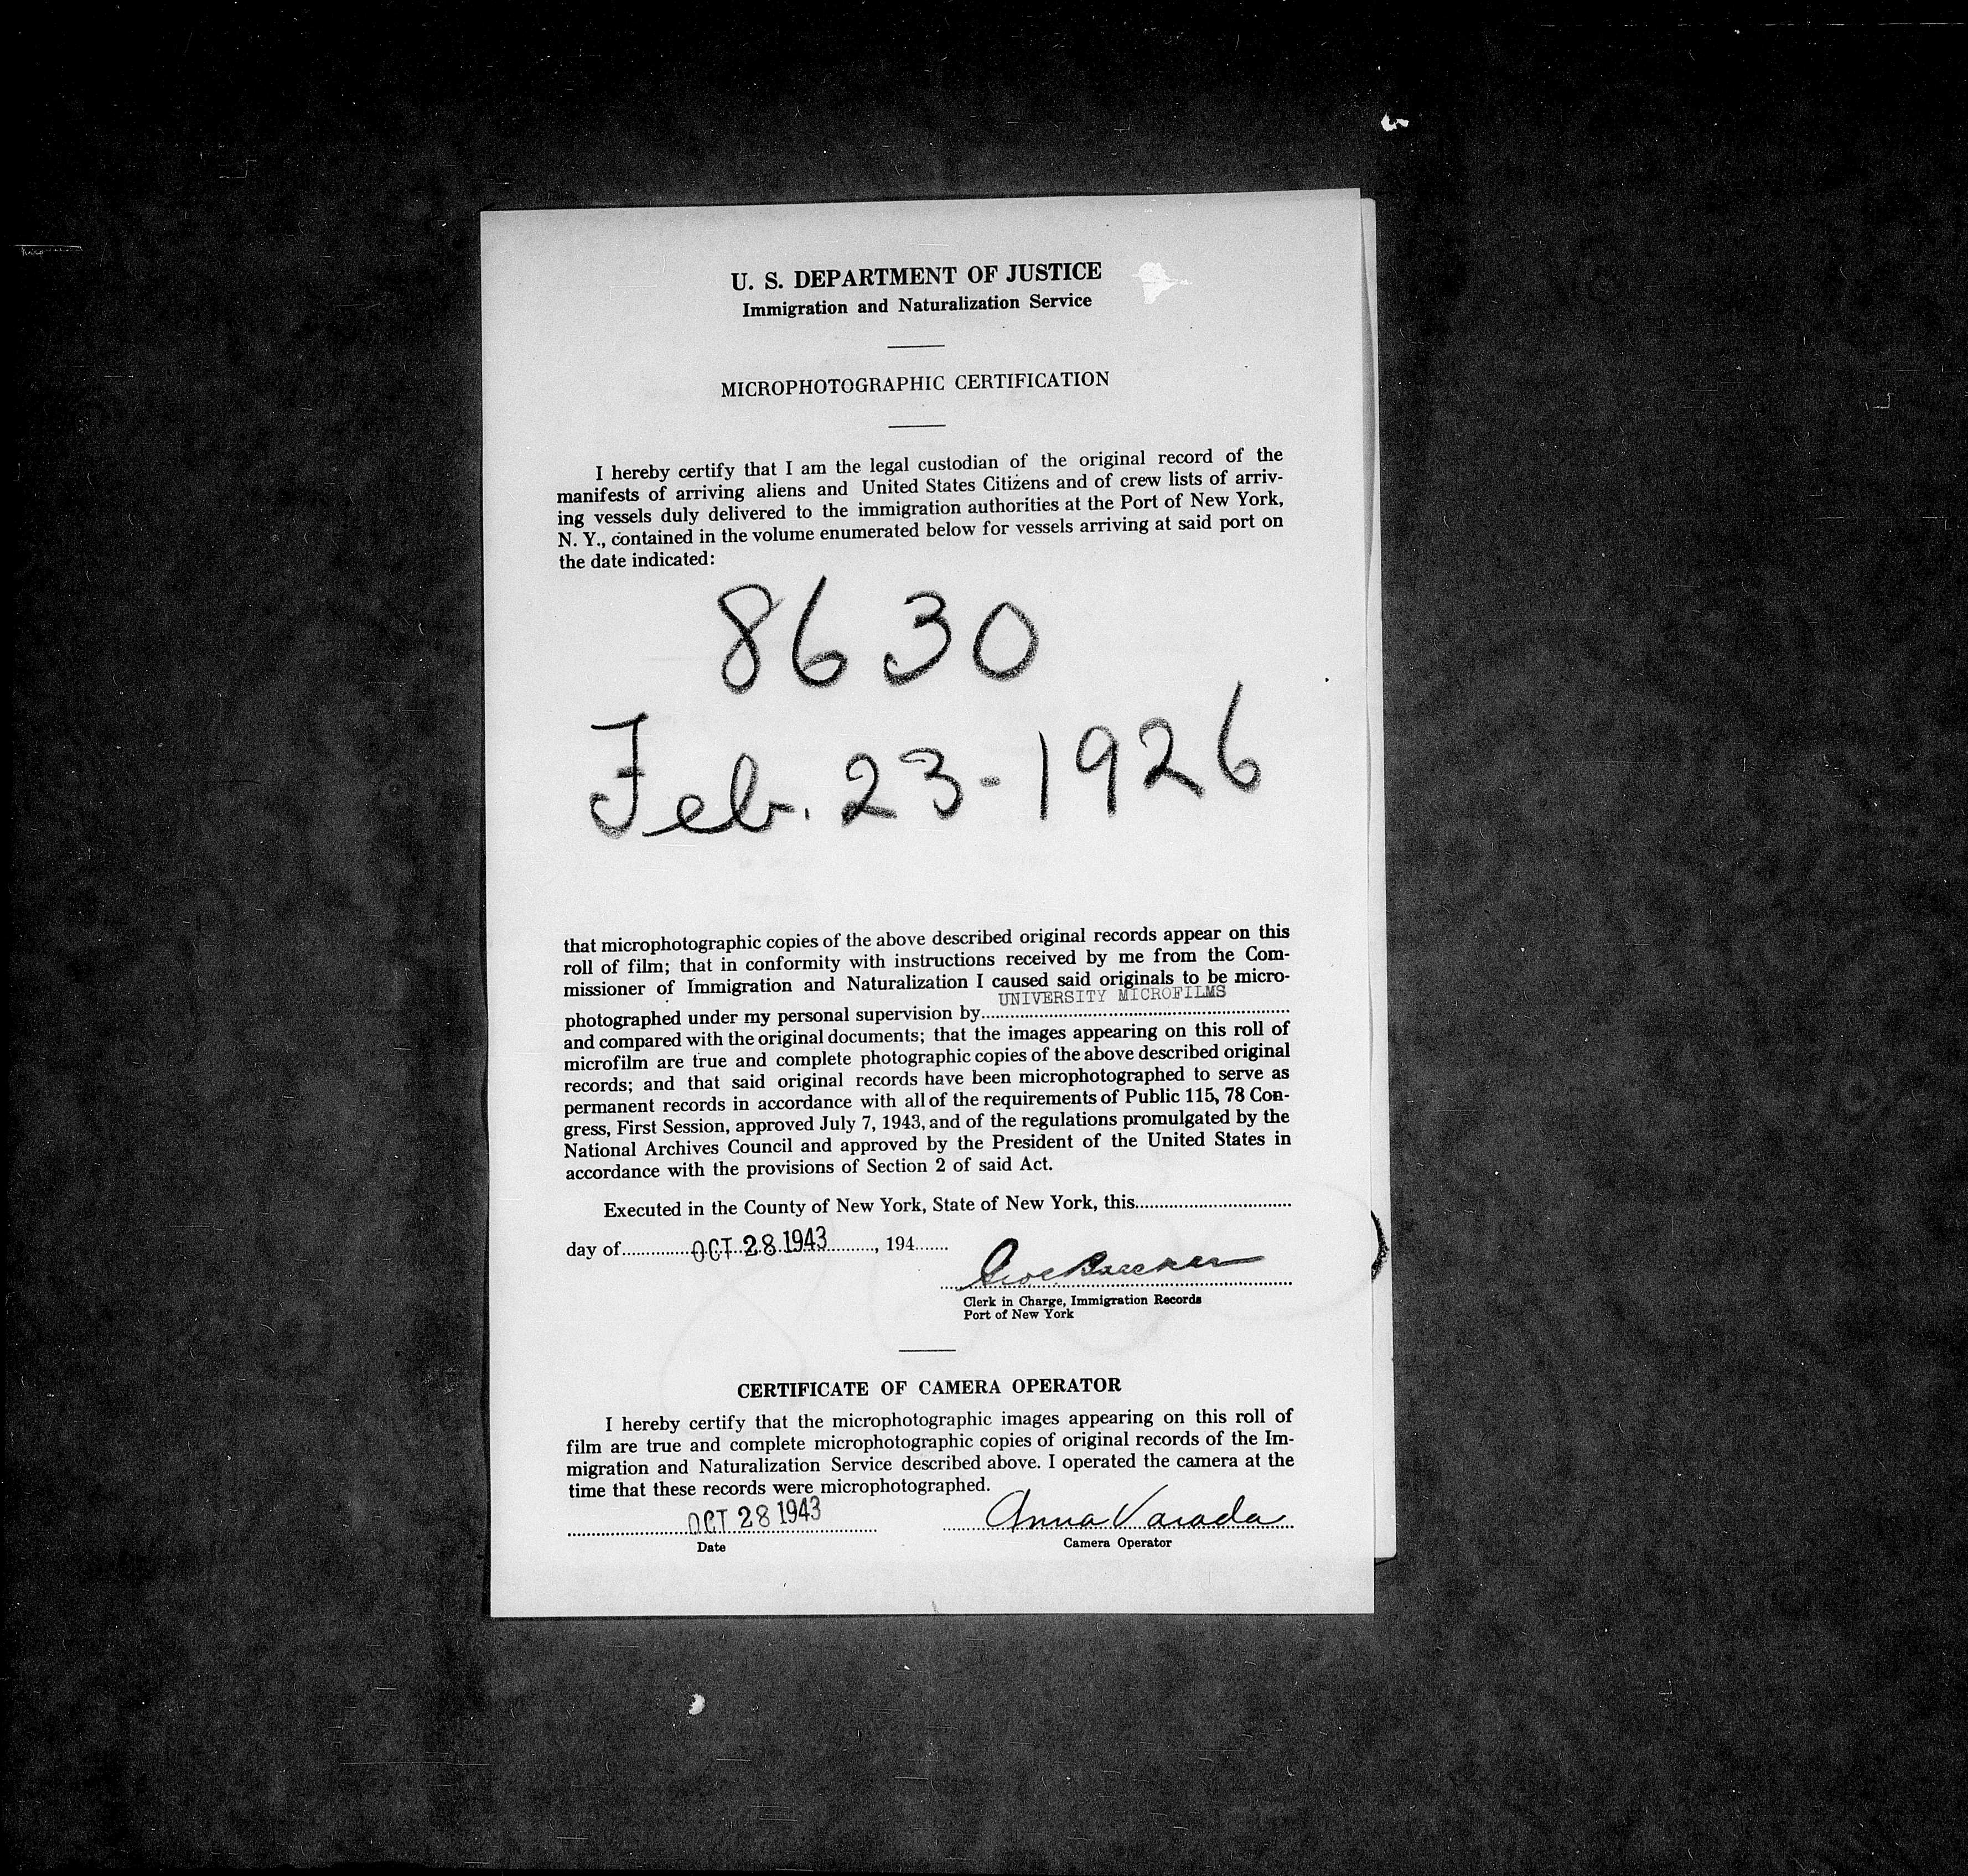 U. S. DEPARTMENT OF JUSTICE
Immigration and Naturalization Service
MICROPHOTOGRAPHIC CERTIFICATION
I hereby certify that I am the legal custodian of the original record of the
manifests of arriving aliens and United States Citizens and of crew lists of arriv-
ing vessels duly delivered to the immigration authorities at the Port of New York,
N. Y., contained in the volume enumerated below for vessels arriving at said port on
the date indicated:
8630
Feb. 23-1926
that microphotographic copies of the above described original records appear on this
roll of film; that in conformity with instructions received by me from the Com-
missioner of Immigration and Naturalization I caused said originals to be micro-
photographed under my personal supervision by UNIVERSITY MICROFILMS
and compared with the original documents; that the images appearing on this roll of
microfilm are true and complete photographic copies of the above described original
records; and that said original records have been microphotographed to serve as
permanent records in accordance with all of the requirements of Public 115, 78 Con-
gress, First Session, approved July 7, 1943, and of the regulations promulgated by the
National Archives Council and approved by the President of the United States in
accordance with the provisions of Section 2 of said Act.
Executed in the County of New York, State of New York, this
day of OCT 28 1943, 194
Clerk in Charge, Immigration Records
Port of New York
CERTIFICATE OF CAMERA OPERATOR
I hereby certify that the microphotographic images appearing on this roll of
film are true and complete microphotographic copies of original records of the Im-
migration and Naturalization Service described above. I operated the camera at the
time that these records were microphotographed.
OCT 28 1943 Anna Varada
Date Camera Operator